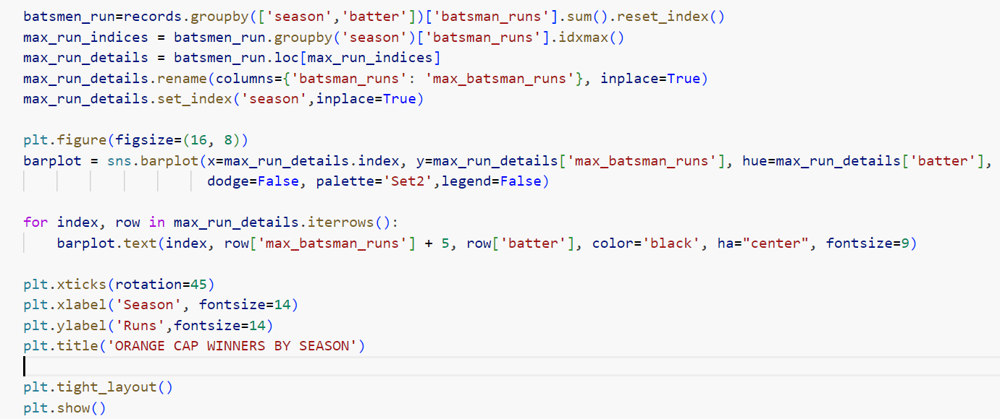 batsmen_run=records.groupby(['season','batter'])['batsman_runs'].sum().reset_index()
max_run_indices = batsmen_run.groupby('season')['batsman_runs'].idxmax()
max_run_details = batsmen_run.loc[max_run_indices]
max_run_details.rename(columns={'batsman_runs': 'max_batsman_runs'}, inplace=True)
max_run_details.set_index('season',inplace=True)

plt.figure(figsize=(16, 8))
barplot = sns.barplot(x=max_run_details.index, y=max_run_details['max_batsman_runs'], hue=max_run_details['batter'],
                      dodge=False, palette='Set2',legend=False)

for index, row in max_run_details.iterrows():
    barplot.text(index, row['max_batsman_runs'] + 5, row['batter'], color='black', ha="center", fontsize=9)

plt.xticks(rotation=45)
plt.xlabel('Season', fontsize=14)
plt.ylabel('Runs',fontsize=14)
plt.title('ORANGE CAP WINNERS BY SEASON')

plt.tight_layout()
plt.show()